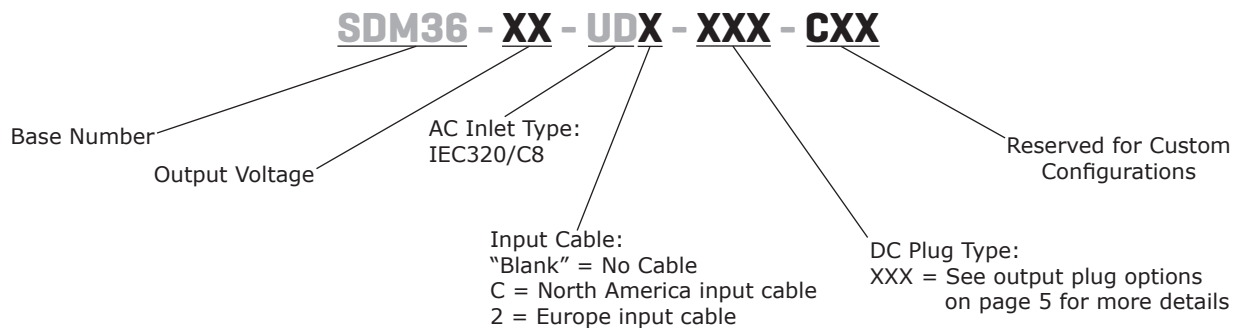 SDM36 - XX - UDX - XXX - CXX
Base Number
Output Voltage
AC Inlet Type:
IEC320/C8
Input Cable:
“Blank” = No Cable
C = North America input cable
2 = Europe input cable
DC Plug Type:
XXX = See output plug options
on page 5 for more details
Reserved for Custom
Configurations